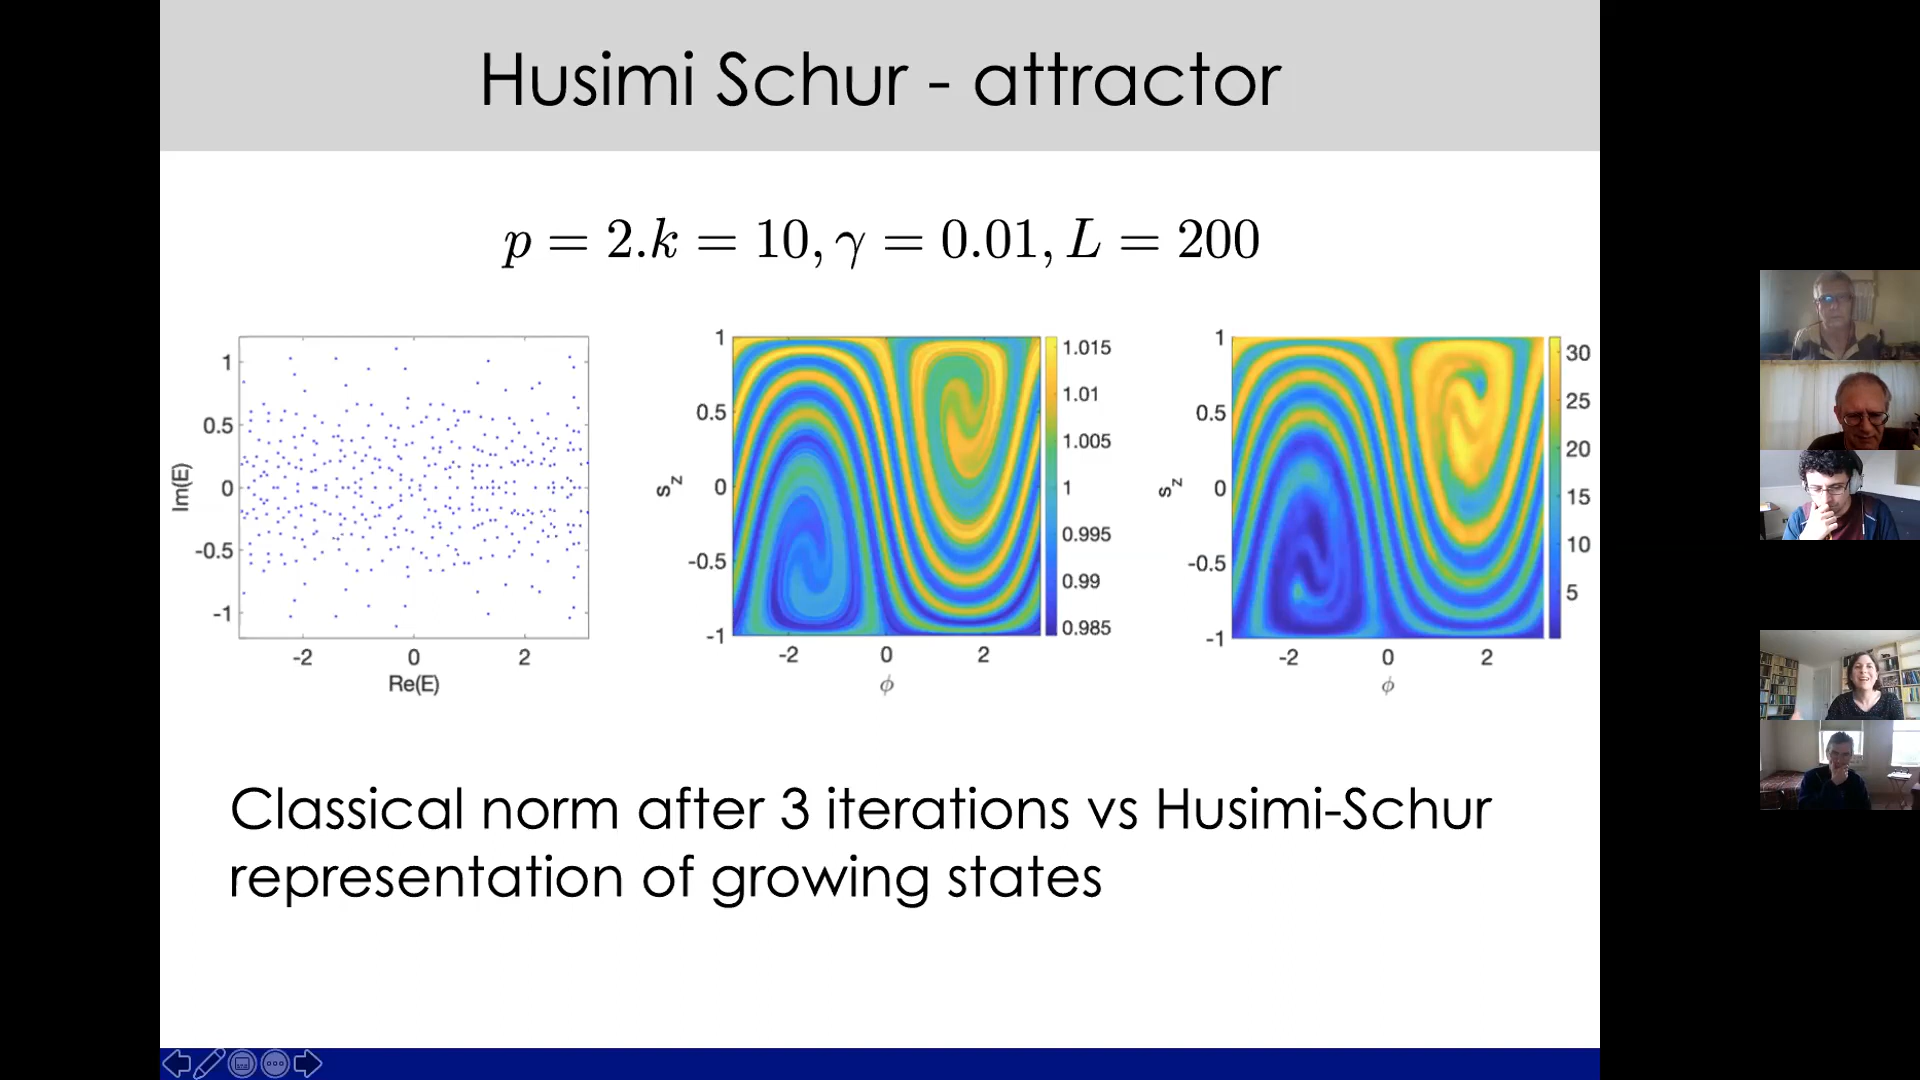 Husimi Schur - attractor
p = 2.k = 10, γ = 0.01, L = 200
1
0.5
0
-0.5
-1
Im(E)
-2 0 2
Re(E)
1
0.5
0
-0.5
-1
s_z
-2 0 2
ϕ
1.015
1.01
1.005
1
0.995
0.99
0.985
1
0.5
0
-0.5
-1
s_z
-2 0 2
ϕ
30
25
20
15
10
5
Classical norm after 3 iterations vs Husimi-Schur
representation of growing states